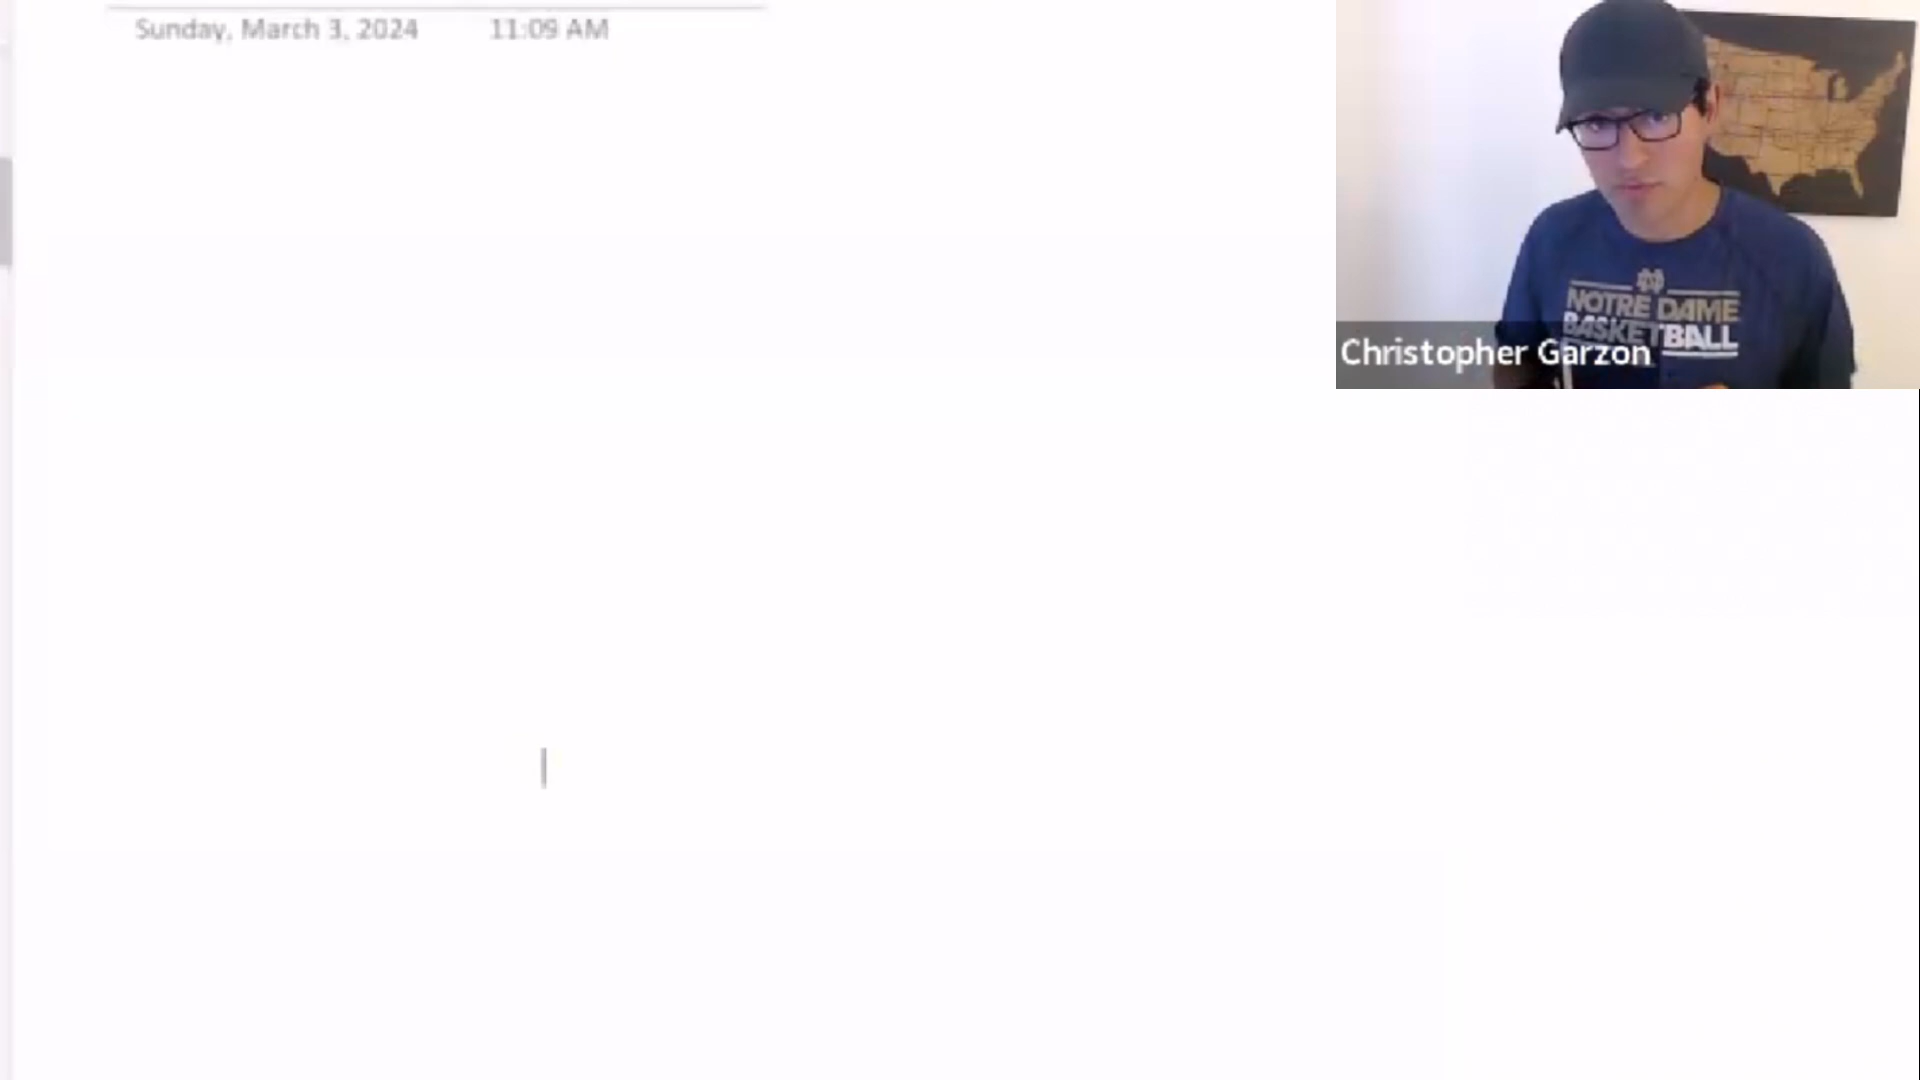 Sunday, March 3, 2024 11:09 AM
NOTRE DAME
BASKETBALL
Christopher Garzon